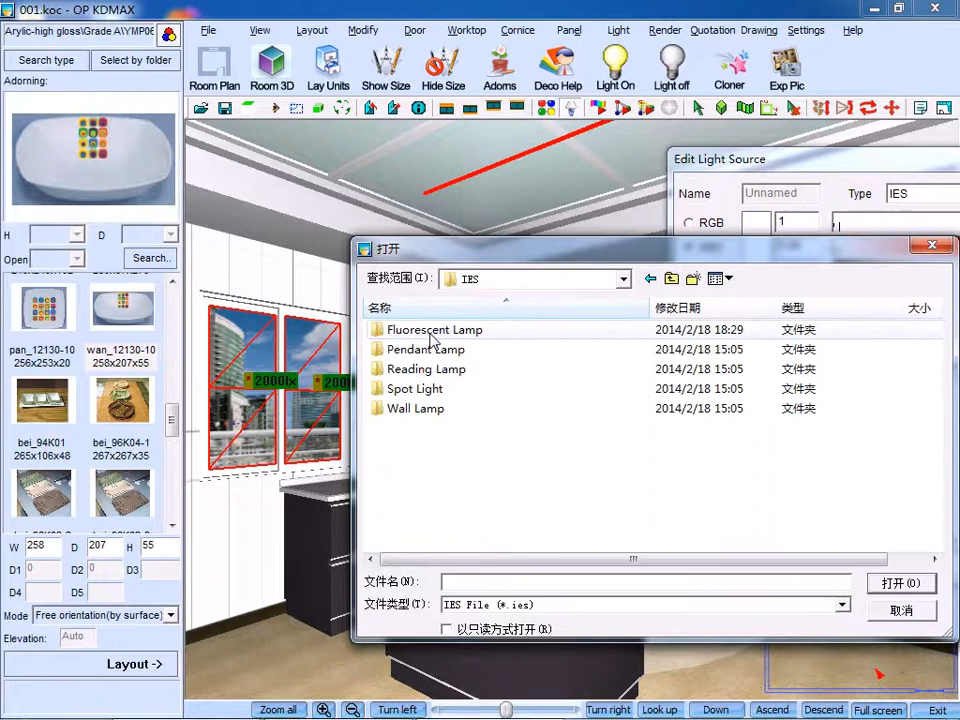 001.koc - OP KDMAX
Arylic-high gloss\Grade A\YMP06
File View Layout Modify Door Worktop Cornice Panel Light Render Quotation Drawing Settings Help
Search type Select by folder
Adorning:
Room Plan Room 3D Lay Units Show Size Hide Size Adorns Deco Help Light On Light off Cloner Exp Pic
Edit Light Source
Name Unnamed Type IES
RGB 1
H D
Open Search..
打开
查找范围(I): IES
名称 修改日期 类型 大小
Fluorescent Lamp 2014/2/18 18:29 文件夹
Pendant Lamp 2014/2/18 15:05 文件夹
Reading Lamp 2014/2/18 15:05 文件夹
Spot Light 2014/2/18 15:05 文件夹
Wall Lamp 2014/2/18 15:05 文件夹
文件名(N): 打开(O)
文件类型(T): IES File (*.ies) 取消
以只读方式打开(R)
*2000lx *200
pan_12130-10 wan_12130-10
256x253x20 258x207x55
bei_94K01 bei_96K04-1
265x106x48 267x207x35
W 258 D 207 H 55
D1 0 D2 0 D3
D4 D5
Mode Free orientation(by surface)
Elevation: Auto
Layout ->
Zoom all Turn left Turn right Look up Down Ascend Descend Full screen Exit